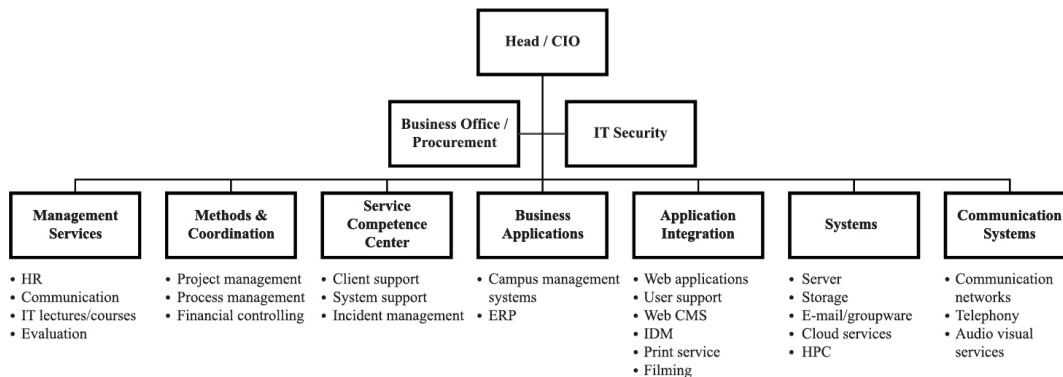 Head / CIO
Business Office /
Procurement
IT Security
Management
Services
Methods &
Coordination
Service
Competence
Center
Business
Applications
Application
Integration
Systems
Communication
Systems
• HR
• Communication
• IT lectures/courses
• Evaluation
• Project management
• Process management
• Financial controlling
• Client support
• System support
• Incident management
• Campus management
systems
• ERP
• Web applications
• User support
• Web CMS
• IDM
• Print service
• Filming
• Server
• Storage
• E-mail/groupware
• Cloud services
• HPC
• Communication
networks
• Telephony
• Audio visual
services